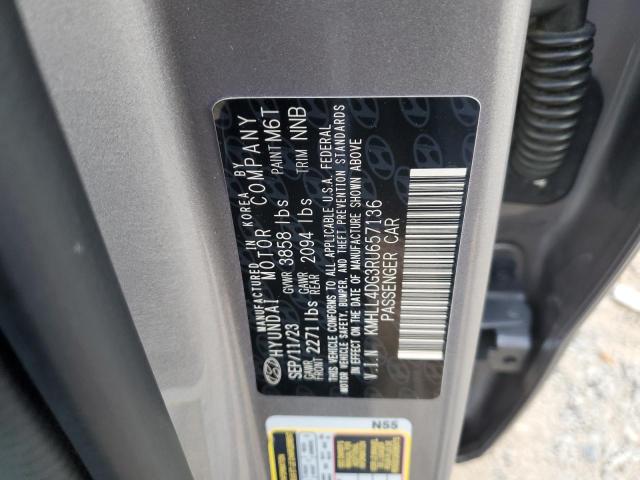 MANUFACTURED IN KOREA BY
HYUNDAI MOTOR COMPANY
SEP/11/23 GVWR 3858 lbs PAINT M6T
GAWR FRONT 2271 lbs GAWR REAR 2094 lbs TRIM NNB
THIS VEHICLE CONFORMS TO ALL APPLICABLE U.S.A. FEDERAL
MOTOR VEHICLE SAFETY, BUMPER, AND THEFT PREVENTION STANDARDS
IN EFFECT ON THE DATE OF MANUFACTURE SHOWN ABOVE
V.I.N KMHLL4DG3RU657136
PASSENGER CAR
N55